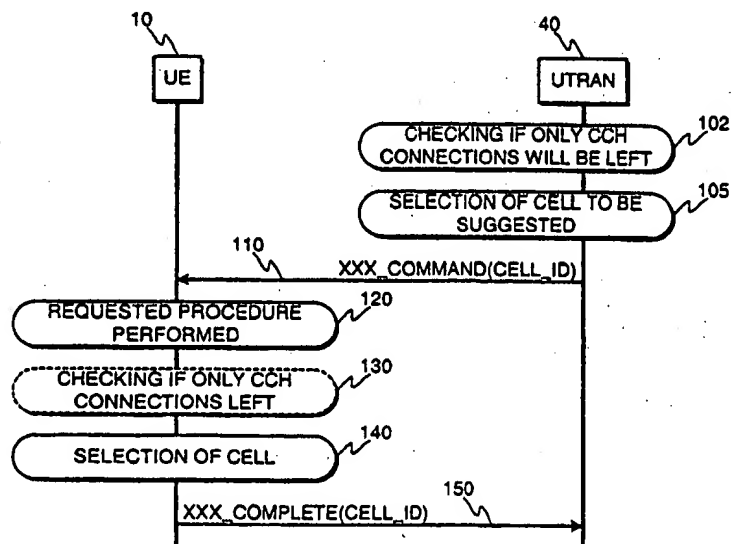 10
40
UE
UTRAN
CHECKING IF ONLY CCH
CONNECTIONS WILL BE LEFT
102
SELECTION OF CELL TO BE
SUGGESTED
105
110
XXX_COMMAND(CELL_ID)
REQUESTED PROCEDURE
PERFORMED
120
CHECKING IF ONLY CCH
CONNECTIONS LEFT
130
SELECTION OF CELL
140
XXX_COMPLETE(CELL_ID)
150